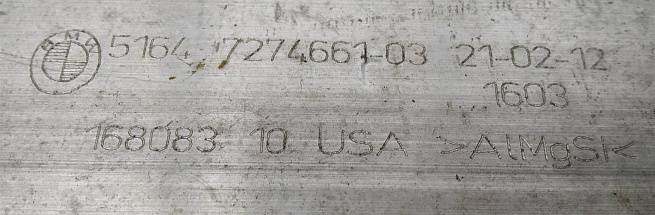 BMW 5164 7274661-03 21-02-12
1603
168083 10 USA >AlMgSI<